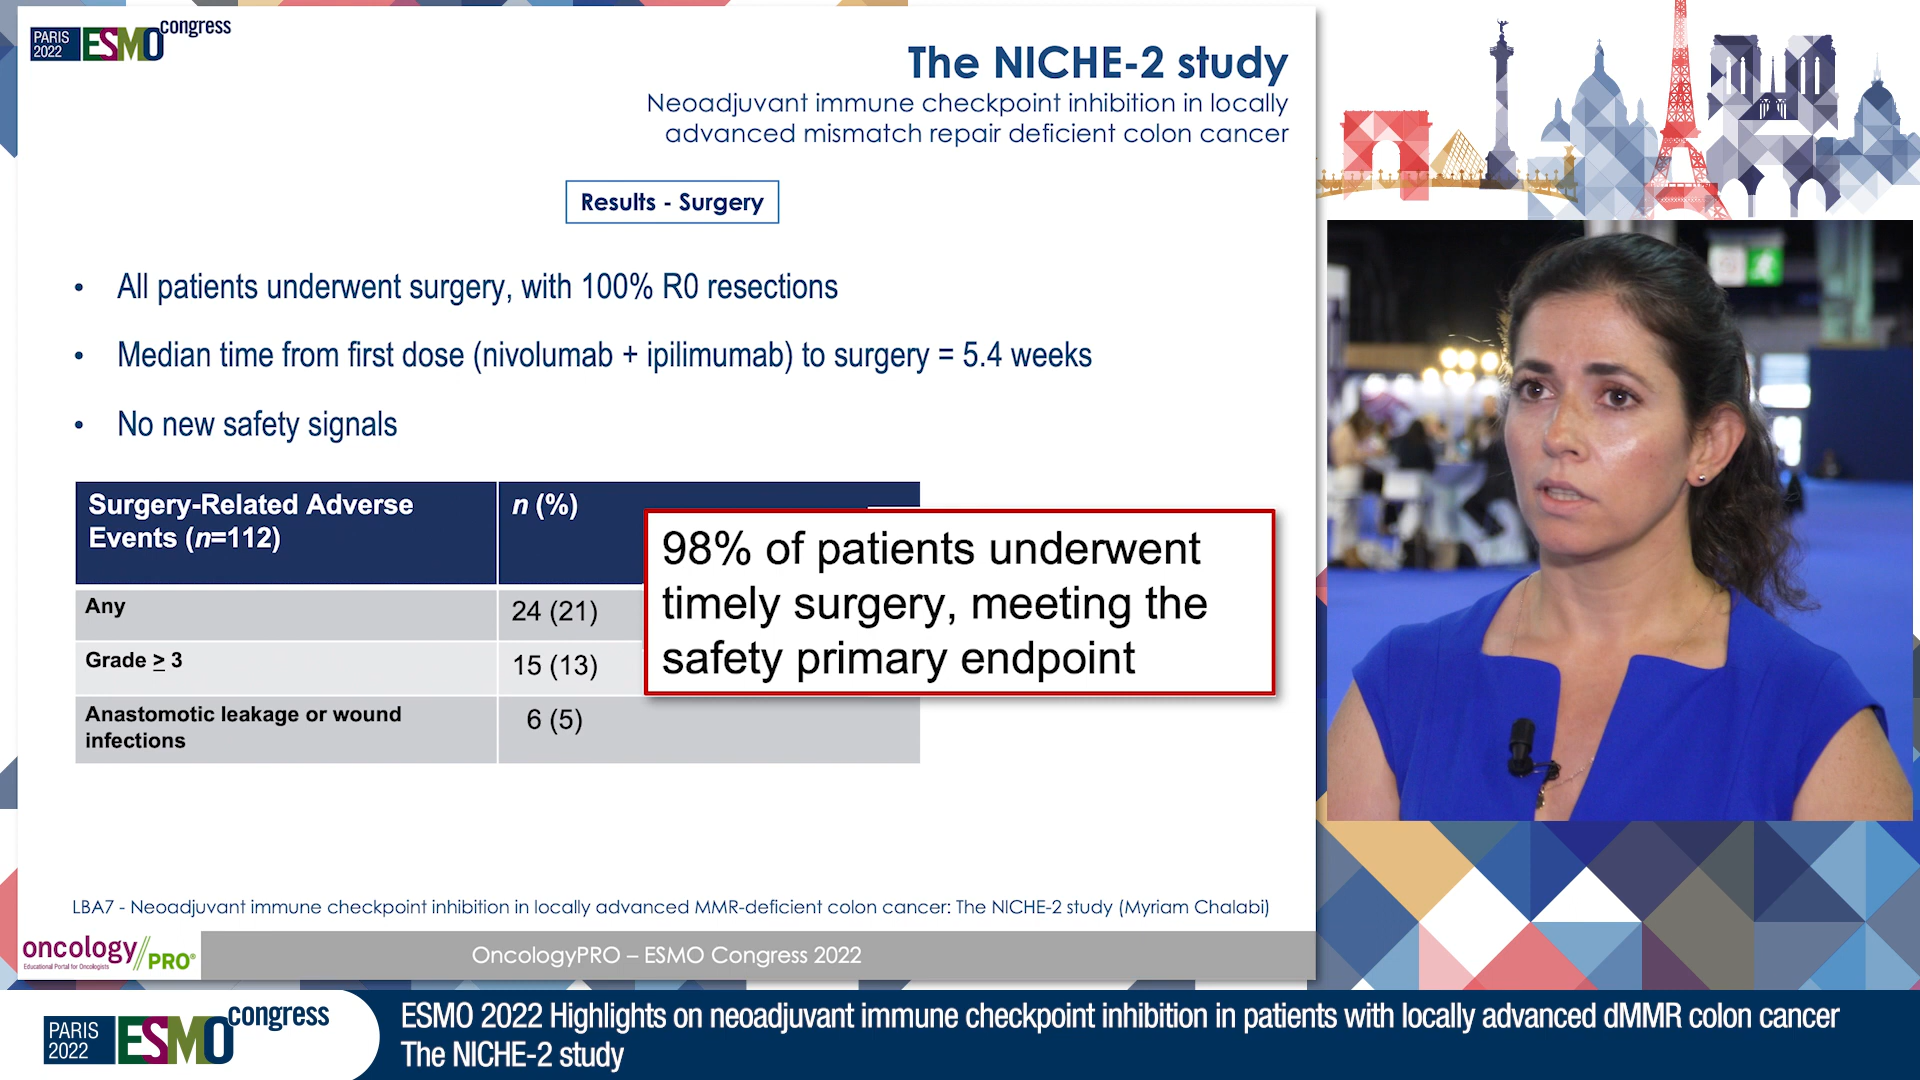 PARIS
2022
ESMO
congress
The NICHE-2 study
Neoadjuvant immune checkpoint inhibition in locally
advanced mismatch repair deficient colon cancer
Results - Surgery
• All patients underwent surgery, with 100% R0 resections
• Median time from first dose (nivolumab + ipilimumab) to surgery = 5.4 weeks
• No new safety signals
Surgery-Related Adverse
Events (n=112)
n (%)
98% of patients underwent
timely surgery, meeting the
safety primary endpoint
Any
24 (21)
Grade ≥ 3
15 (13)
Anastomotic leakage or wound
infections
6 (5)
LBA7 - Neoadjuvant immune checkpoint inhibition in locally advanced MMR-deficient colon cancer: The NICHE-2 study (Myriam Chalabi)
oncology//PRO®
Educational Portal for Oncologists
OncologyPRO – ESMO Congress 2022
PARIS
2022
ESMO
congress
ESMO 2022 Highlights on neoadjuvant immune checkpoint inhibition in patients with locally advanced dMMR colon cancer
The NICHE-2 study